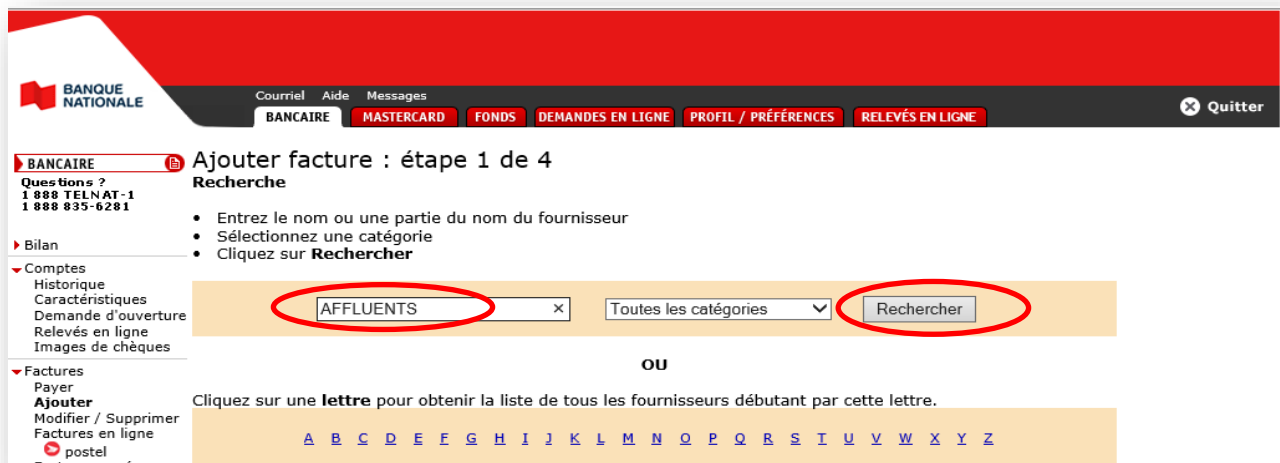 BANQUE
NATIONALE
Courriel Aide Messages
BANCAIRE MASTERCARD FONDS DEMANDES EN LIGNE PROFIL / PRÉFÉRENCES RELEVÉS EN LIGNE
Quitter
BANCAIRE
Questions ?
1 888 TELNAT-1
1 888 835-6281
Bilan
Comptes
Historique
Caractéristiques
Demande d'ouverture
Relevés en ligne
Images de chèques
Factures
Payer
Ajouter
Modifier / Supprimer
Factures en ligne
postel
Ajouter facture : étape 1 de 4
Recherche
• Entrez le nom ou une partie du nom du fournisseur
• Sélectionnez une catégorie
• Cliquez sur Rechercher
AFFLUENTS × Toutes les catégories Rechercher
OU
Cliquez sur une lettre pour obtenir la liste de tous les fournisseurs débutant par cette lettre.
A B C D E F G H I J K L M N O P Q R S T U V W X Y Z